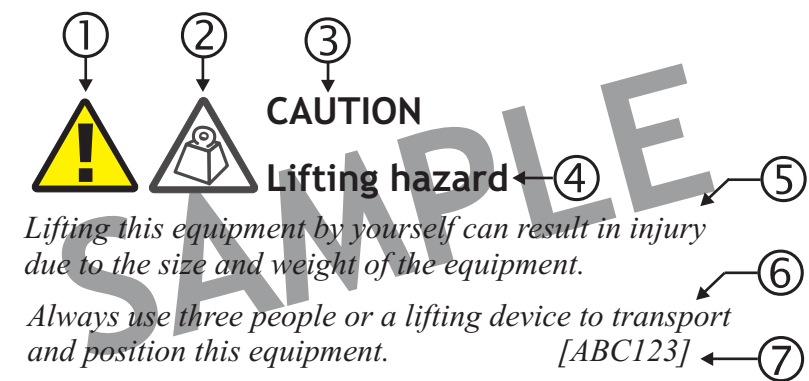 1 2 3
CAUTION
Lifting hazard 4
5
Lifting this equipment by yourself can result in injury
due to the size and weight of the equipment.
6
Always use three people or a lifting device to transport
and position this equipment. [ABC123] 7
SAMPLE